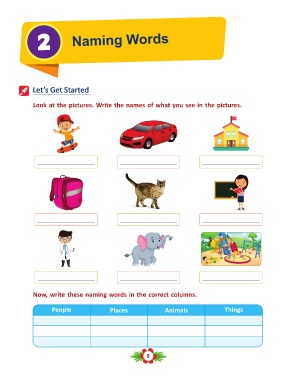 2
Naming Words
Let's Get Started
Look at the pictures. Write the names of what you see in the pictures.
Now, write these naming words in the correct columns.
People Places Animals Things
8